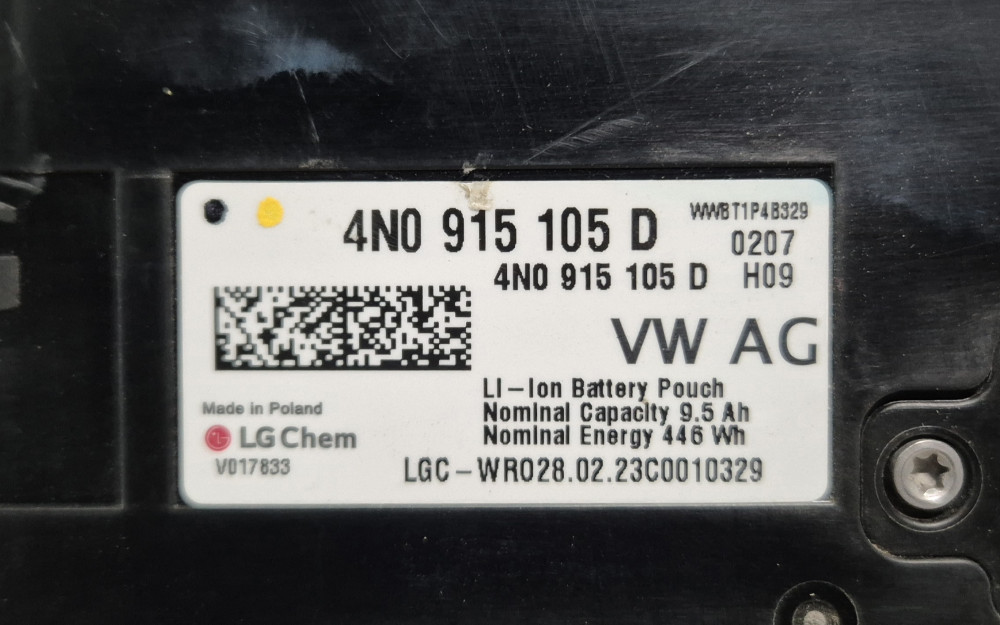 4N0 915 105 D
WWBT1P4B329
0207
4N0 915 105 D H09
VW AG
LI-Ion Battery Pouch
Nominal Capacity 9.5 Ah
Nominal Energy 446 Wh
Made in Poland
LG Chem
V017833
LGC-WR028.02.23C0010329